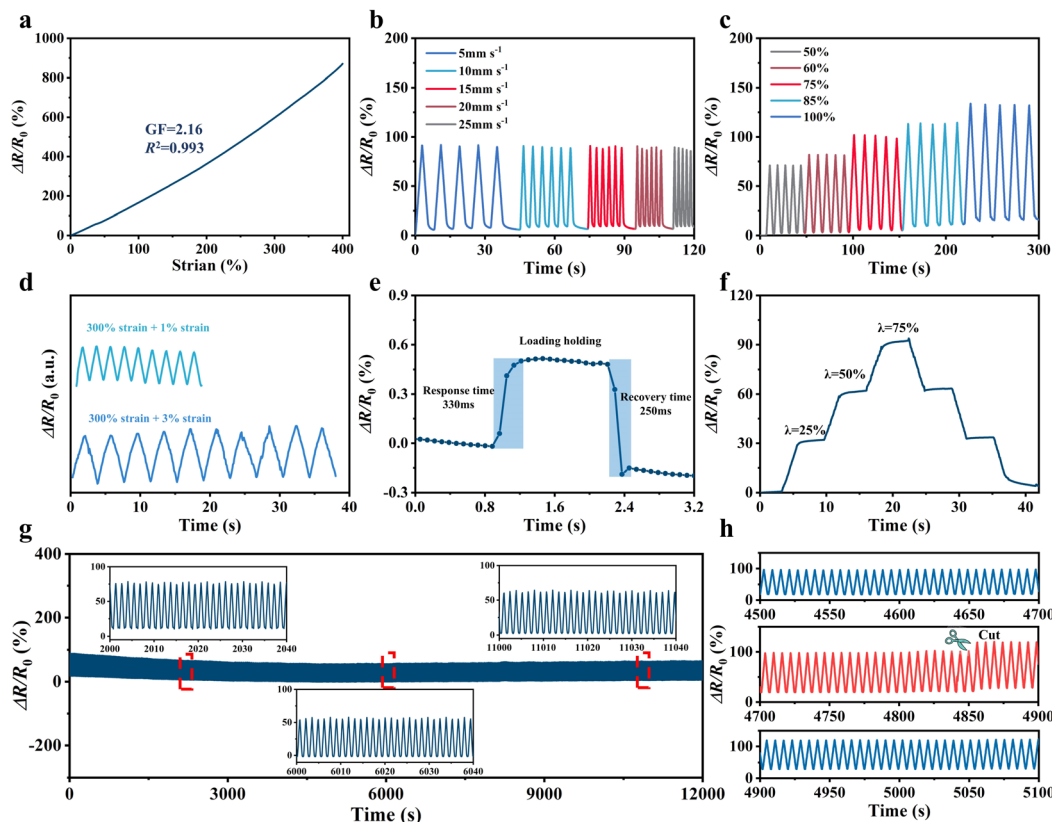 a
1000
800
600
400
200
0
ΔR/R0 (%)
GF=2.16
R²=0.993
0 100 200 300 400
Strian (%)
b
200
150
100
50
0
ΔR/R0 (%)
5mm s⁻¹
10mm s⁻¹
15mm s⁻¹
20mm s⁻¹
25mm s⁻¹
0 30 60 90 120
Time (s)
c
200
150
100
50
0
ΔR/R0 (%)
50%
60%
75%
85%
100%
0 100 200 300
Time (s)
d
ΔR/R0 (a.u.)
300% strain + 1% strain
300% strain + 3% strain
0 10 20 30 40
Time (s)
e
0.9
0.6
0.3
0.0
-0.3
ΔR/R0 (%)
Loading holding
Response time
330ms
Recovery time
250ms
0.0 0.8 1.6 2.4 3.2
Time (s)
f
120
90
60
30
0
ΔR/R0 (%)
λ=75%
λ=50%
λ=25%
0 10 20 30 40
Time (s)
g
400
200
0
-200
ΔR/R0 (%)
100
50
0
2000 2010 2020 2030 2040
100
50
0
11000 11010 11020 11030 11040
100
50
0
6000 6010 6020 6030 6040
0 3000 6000 9000 12000
Time (s)
h
ΔR/R0 (%)
100
0
4500 4550 4600 4650 4700
Cut
100
0
4700 4750 4800 4850 4900
100
0
4900 4950 5000 5050 5100
Time (s)